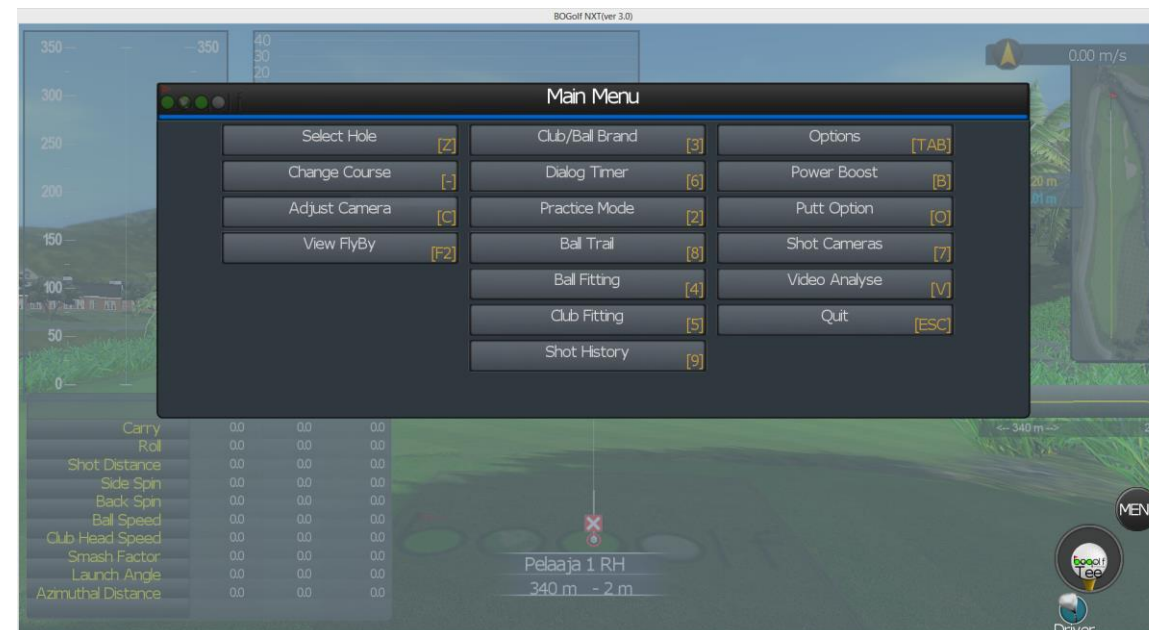 BOGolf NXT(ver 3.0)
350 350
40
30
20
0.00 m/s
300
Main Menu
Select Hole [Z]
Club/Ball Brand [3]
Options [TAB]
250
Change Course [-]
Dialog Timer [6]
Power Boost [B]
200
20 m
01 m
Adjust Camera [C]
Practice Mode [2]
Putt Option [O]
150
View FlyBy [F2]
Ball Trail [8]
Shot Cameras [7]
100
Ball Fitting [4]
Video Analyse [V]
50
Club Fitting [5]
Quit [ESC]
Shot History [9]
0
Carry 0.0 0.0 0.0
<-- 340 m -->
Roll 0.0 0.0 0.0
Shot Distance 0.0 0.0 0.0
Side Spin 0.0 0.0 0.0
Back Spin 0.0 0.0 0.0
MEN
Ball Speed 0.0 0.0 0.0
Club Head Speed 0.0 0.0 0.0
Smash Factor 0.0 0.0 0.0
Launch Angle 0.0 0.0 0.0
Azimuthal Distance 0.0 0.0 0.0
Pelaaja 1 RH
340 m - 2 m
bogolf
Tee
Driver